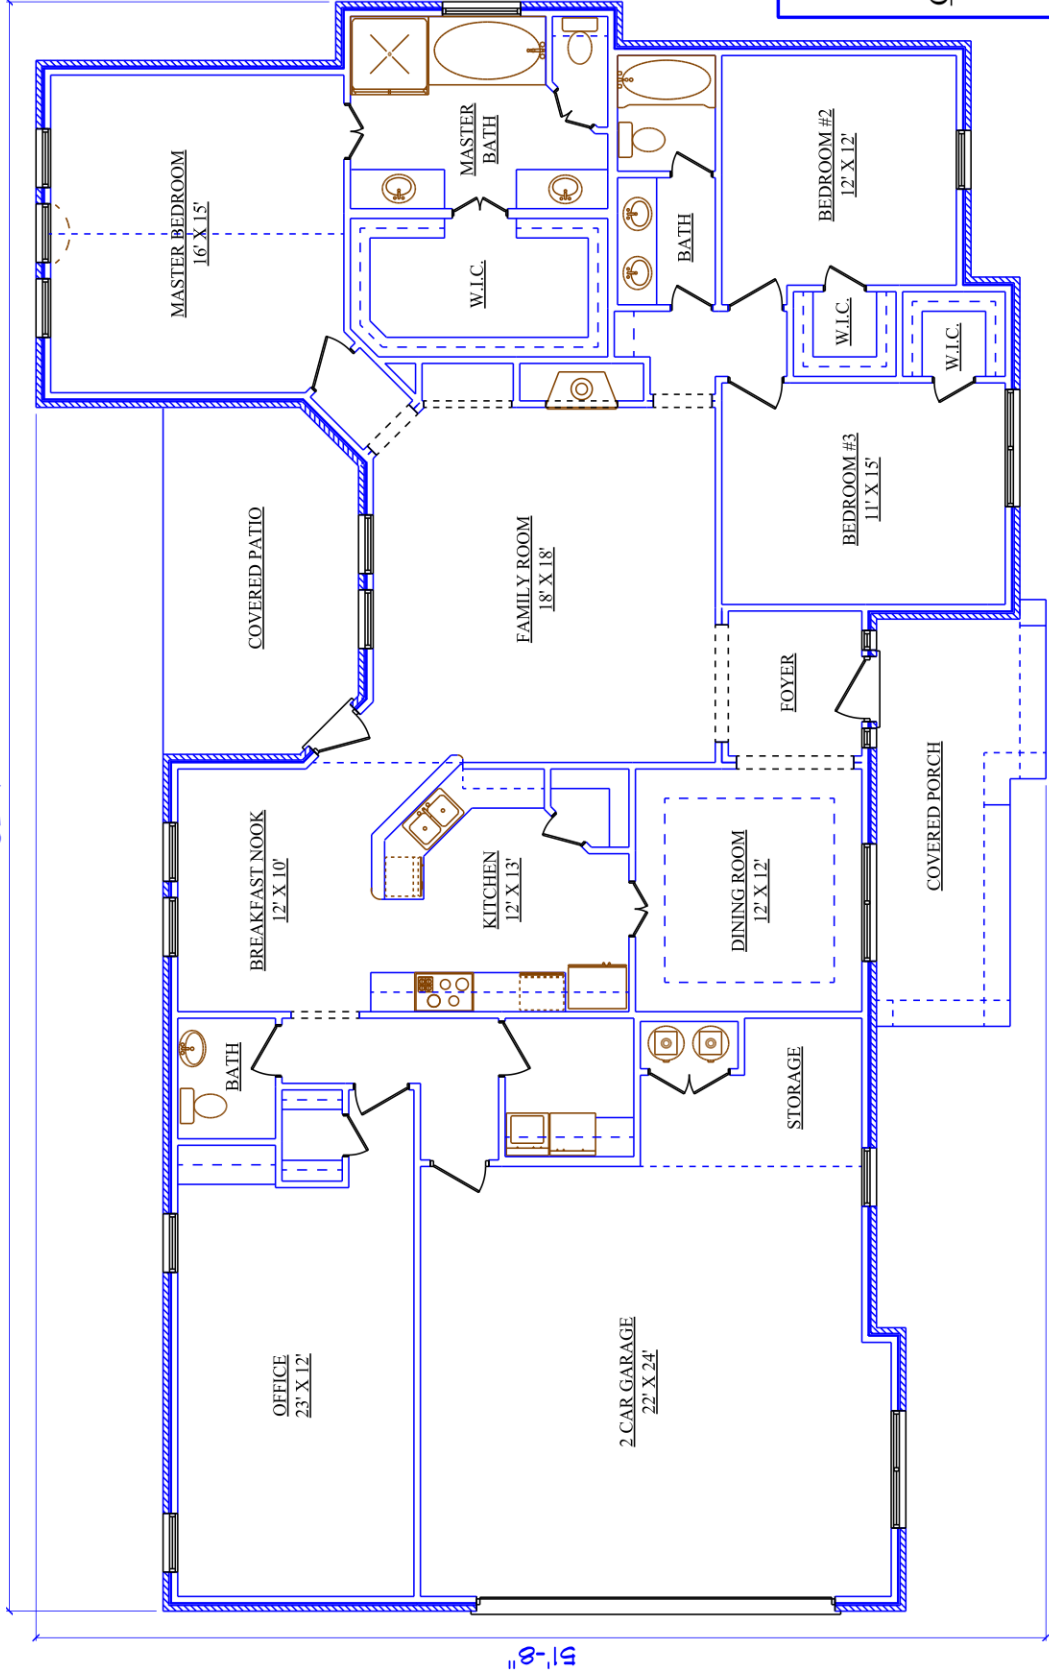 MASTER BEDROOM
16' X 15'
MASTER
BATH
W.I.C.
BATH
BEDROOM #2
12' X 12'
W.I.C.
W.I.C.
BEDROOM #3
11' X 15'
COVERED PATIO
FAMILY ROOM
18' X 18'
FOYER
COVERED PORCH
BREAKFAST NOOK
12' X 10'
KITCHEN
12' X 13'
DINING ROOM
12' X 12'
BATH
STORAGE
OFFICE
23' X 12'
2 CAR GARAGE
22' X 24'
51'-8"